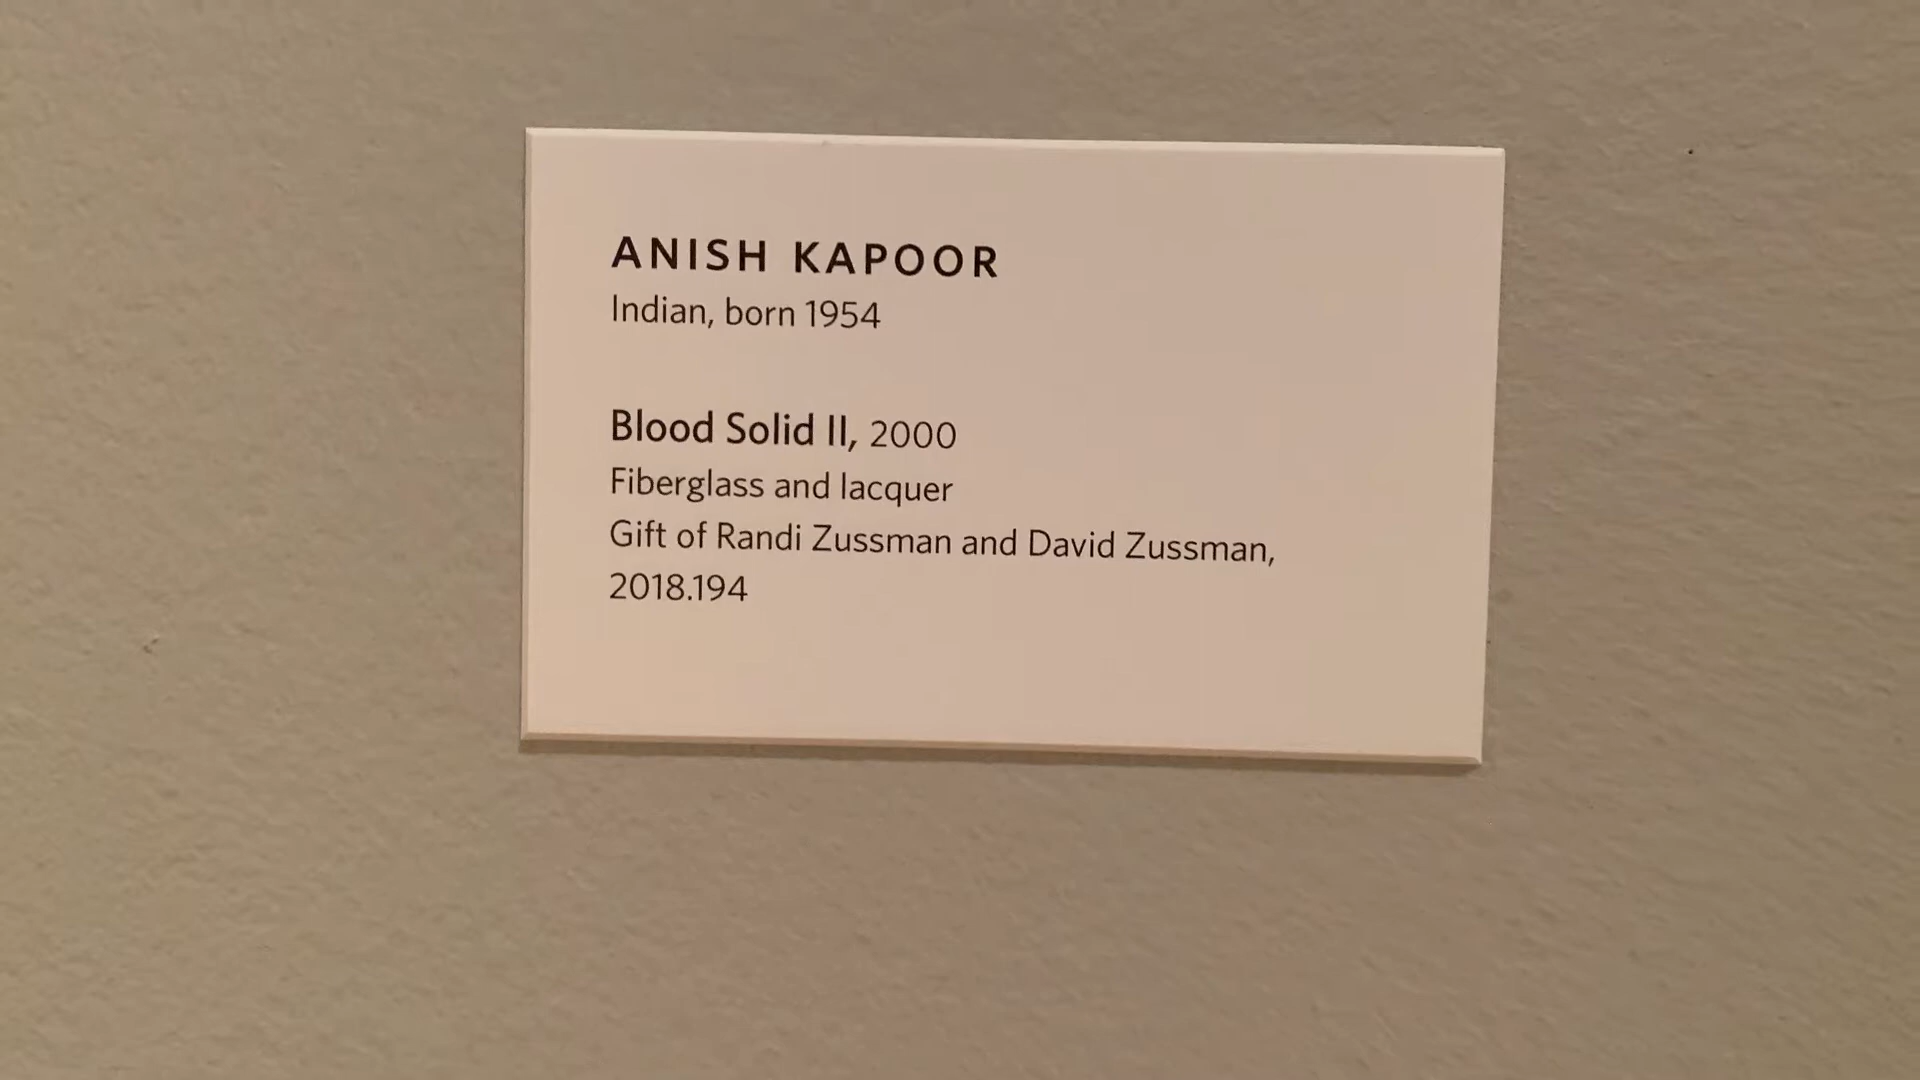 ANISH KAPOOR
Indian, born 1954
Blood Solid II, 2000
Fiberglass and lacquer
Gift of Randi Zussman and David Zussman,
2018.194